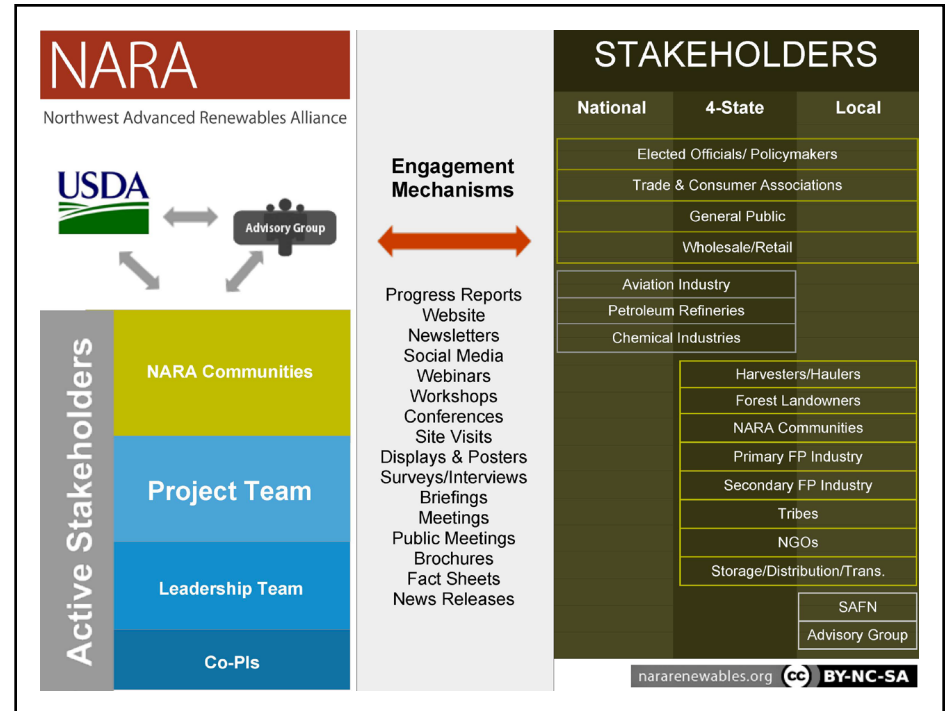 NARA
Northwest Advanced Renewables Alliance
USDA
Advisory Group
Active Stakeholders
NARA Communities
Project Team
Leadership Team
Co-PIs
Engagement
Mechanisms
Progress Reports
Website
Newsletters
Social Media
Webinars
Workshops
Conferences
Site Visits
Displays & Posters
Surveys/Interviews
Briefings
Meetings
Public Meetings
Brochures
Fact Sheets
News Releases
STAKEHOLDERS
National 4-State Local
Elected Officials/ Policymakers
Trade & Consumer Associations
General Public
Wholesale/Retail
Aviation Industry
Petroleum Refineries
Chemical Industries
Harvesters/Haulers
Forest Landowners
NARA Communities
Primary FP Industry
Secondary FP Industry
Tribes
NGOs
Storage/Distribution/Trans.
SAFN
Advisory Group
nararenewables.org cc BY-NC-SA